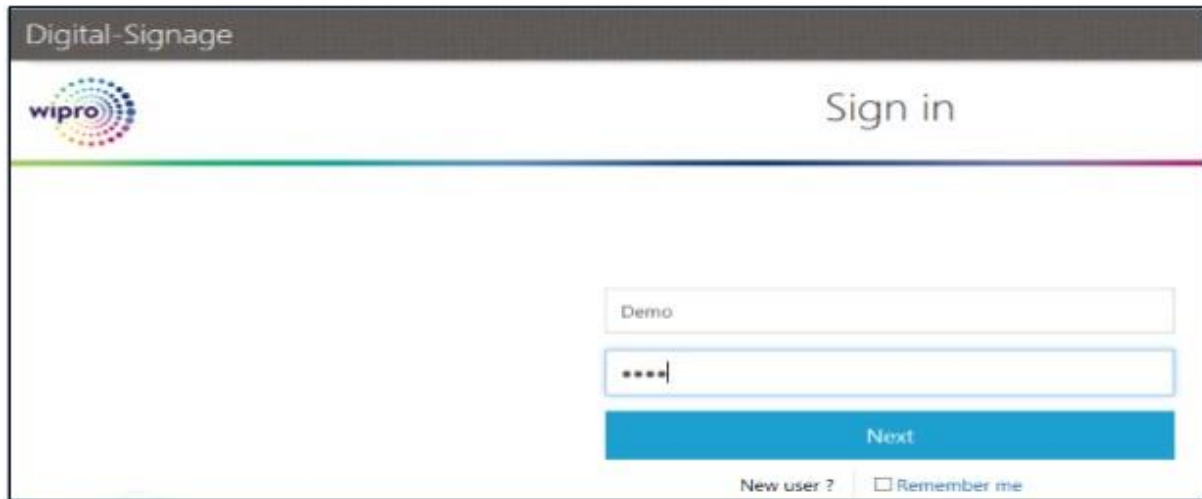 Digital-Signage
wipro
Sign in
Demo
••••
Next
New user ? Remember me